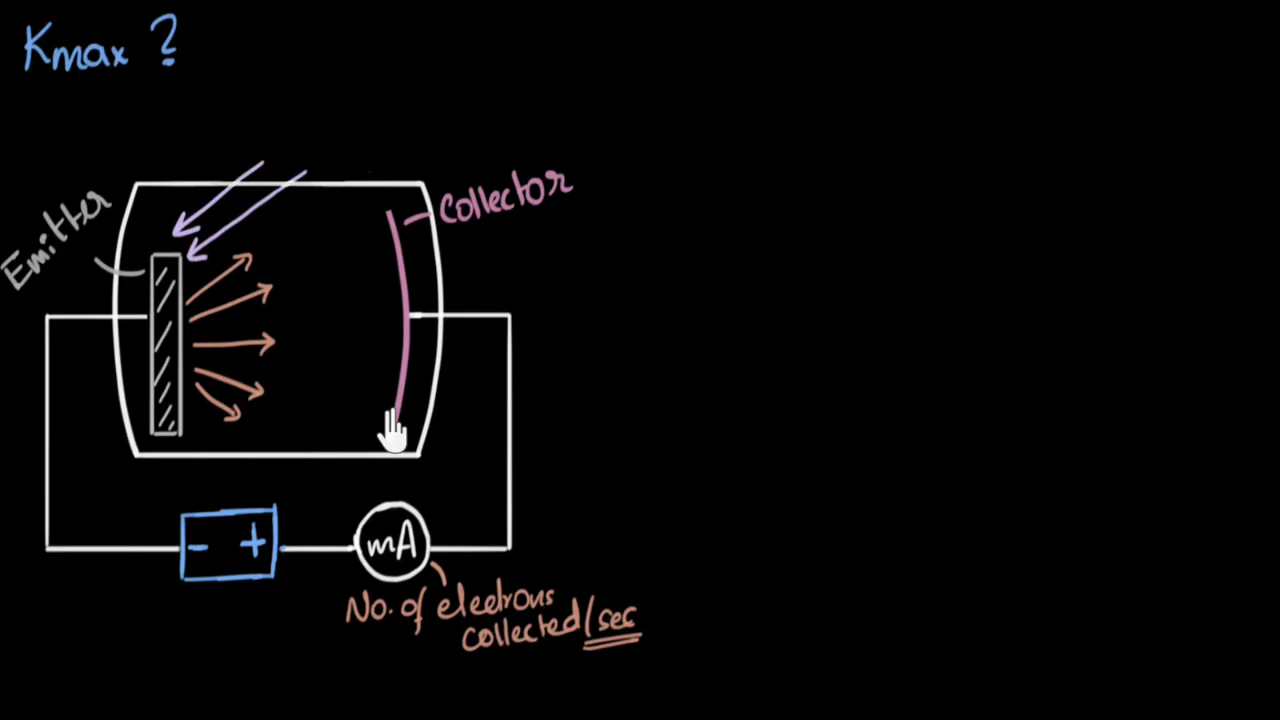 Kmax ?
Emitter
Collector
- +
mA
No. of electrons
collected/sec